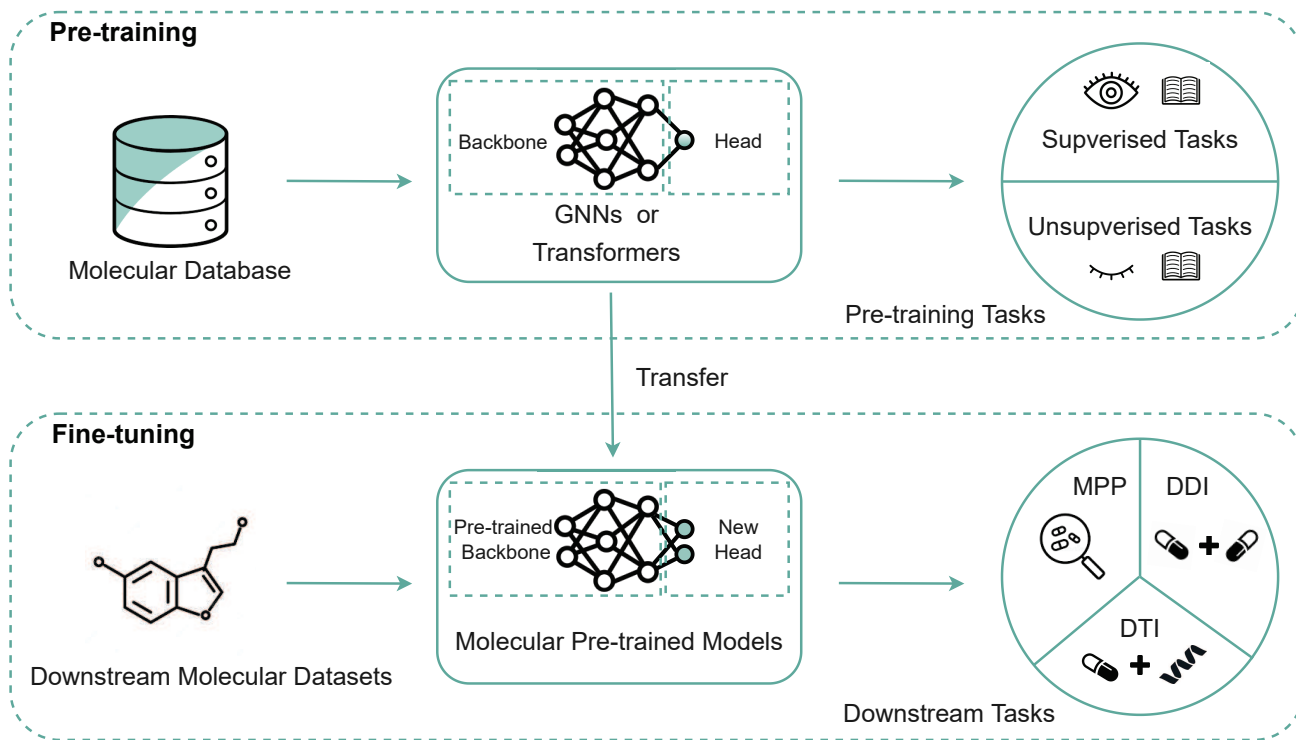 Pre-training
Backbone
Head
GNNs or
Transformers
Molecular Database
Supverised Tasks
Unsupverised Tasks
Pre-training Tasks
Transfer
Fine-tuning
Pre-trained
Backbone
New
Head
Molecular Pre-trained Models
Downstream Molecular Datasets
MPP
DDI
DTI
Downstream Tasks